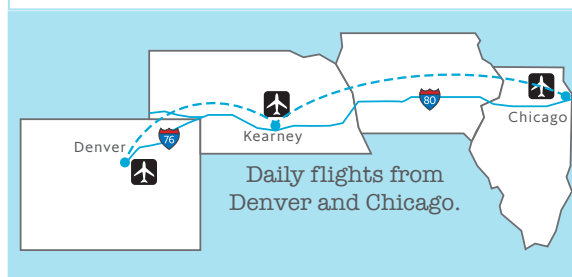 80
Chicago
Denver
76
Kearney
Daily flights from
Denver and Chicago.